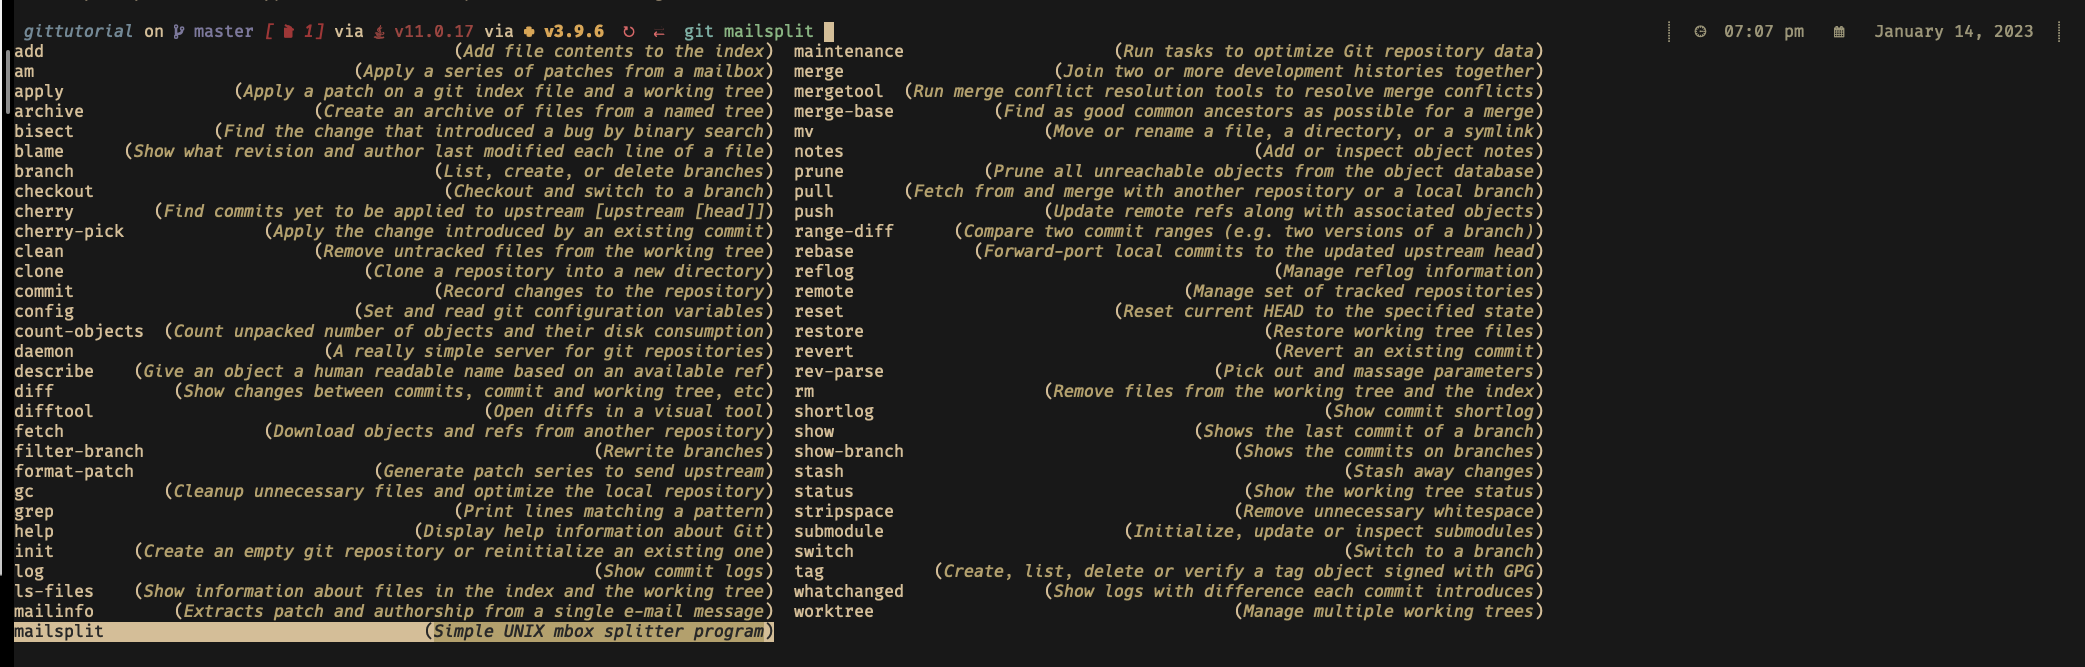 gittutorial on master [ 1] via v11.0.17 via v3.9.6 ↻ ← git mailsplit 07:07 pm January 14, 2023
add (Add file contents to the index) maintenance (Run tasks to optimize Git repository data)
am (Apply a series of patches from a mailbox) merge (Join two or more development histories together)
apply (Apply a patch on a git index file and a working tree) mergetool (Run merge conflict resolution tools to resolve merge conflicts)
archive (Create an archive of files from a named tree) merge-base (Find as good common ancestors as possible for a merge)
bisect (Find the change that introduced a bug by binary search) mv (Move or rename a file, a directory, or a symlink)
blame (Show what revision and author last modified each line of a file) notes (Add or inspect object notes)
branch (List, create, or delete branches) prune (Prune all unreachable objects from the object database)
checkout (Checkout and switch to a branch) pull (Fetch from and merge with another repository or a local branch)
cherry (Find commits yet to be applied to upstream [upstream [head]]) push (Update remote refs along with associated objects)
cherry-pick (Apply the change introduced by an existing commit) range-diff (Compare two commit ranges (e.g. two versions of a branch))
clean (Remove untracked files from the working tree) rebase (Forward-port local commits to the updated upstream head)
clone (Clone a repository into a new directory) reflog (Manage reflog information)
commit (Record changes to the repository) remote (Manage set of tracked repositories)
config (Set and read git configuration variables) reset (Reset current HEAD to the specified state)
count-objects (Count unpacked number of objects and their disk consumption) restore (Restore working tree files)
daemon (A really simple server for git repositories) revert (Revert an existing commit)
describe (Give an object a human readable name based on an available ref) rev-parse (Pick out and massage parameters)
diff (Show changes between commits, commit and working tree, etc) rm (Remove files from the working tree and the index)
difftool (Open diffs in a visual tool) shortlog (Show commit shortlog)
fetch (Download objects and refs from another repository) show (Shows the last commit of a branch)
filter-branch (Rewrite branches) show-branch (Shows the commits on branches)
format-patch (Generate patch series to send upstream) stash (Stash away changes)
gc (Cleanup unnecessary files and optimize the local repository) status (Show the working tree status)
grep (Print lines matching a pattern) stripspace (Remove unnecessary whitespace)
help (Display help information about Git) submodule (Initialize, update or inspect submodules)
init (Create an empty git repository or reinitialize an existing one) switch (Switch to a branch)
log (Show commit logs) tag (Create, list, delete or verify a tag object signed with GPG)
ls-files (Show information about files in the index and the working tree) whatchanged (Show logs with difference each commit introduces)
mailinfo (Extracts patch and authorship from a single e-mail message) worktree (Manage multiple working trees)
mailsplit (Simple UNIX mbox splitter program)